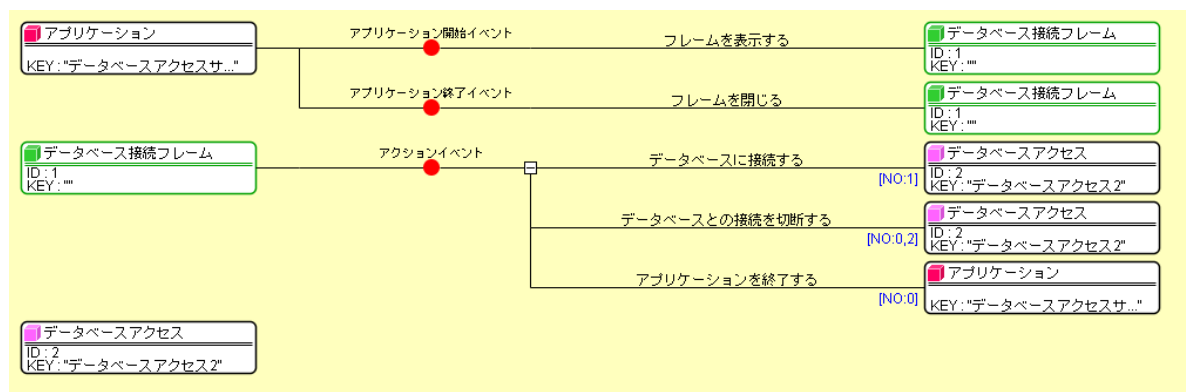 アプリケーション
KEY:"データベースアクセスサ..."
アプリケーション開始イベント
フレームを表示する
データベース接続フレーム
ID:1
KEY:""
アプリケーション終了イベント
フレームを閉じる
データベース接続フレーム
ID:1
KEY:""
データベース接続フレーム
ID:1
KEY:""
アクションイベント
データベースに接続する
[NO:1]
データベースアクセス
ID:2
KEY:"データベースアクセス2"
データベースとの接続を切断する
[NO:0,2]
データベースアクセス
ID:2
KEY:"データベースアクセス2"
アプリケーションを終了する
[NO:0]
アプリケーション
KEY:"データベースアクセスサ..."
データベースアクセス
ID:2
KEY:"データベースアクセス2"